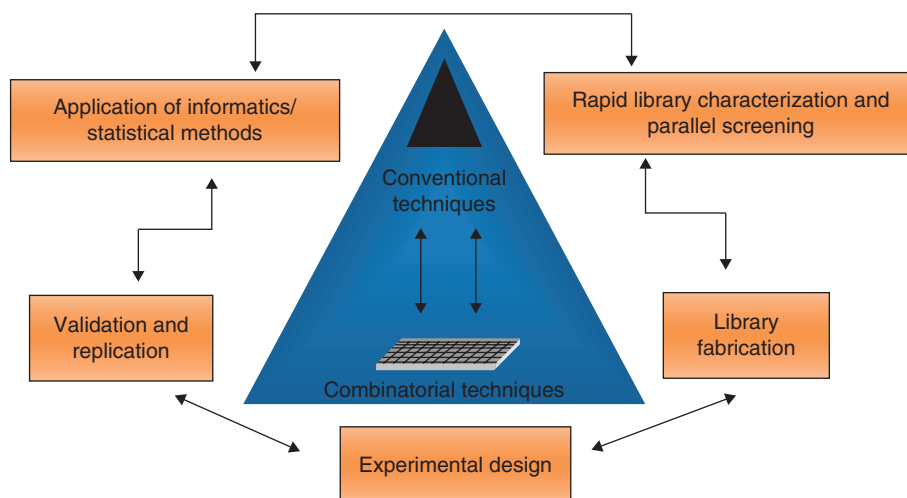 Application of informatics/
statistical methods
Rapid library characterization and
parallel screening
Conventional
techniques
Validation and
replication
Library
fabrication
Combinatorial techniques
Experimental design